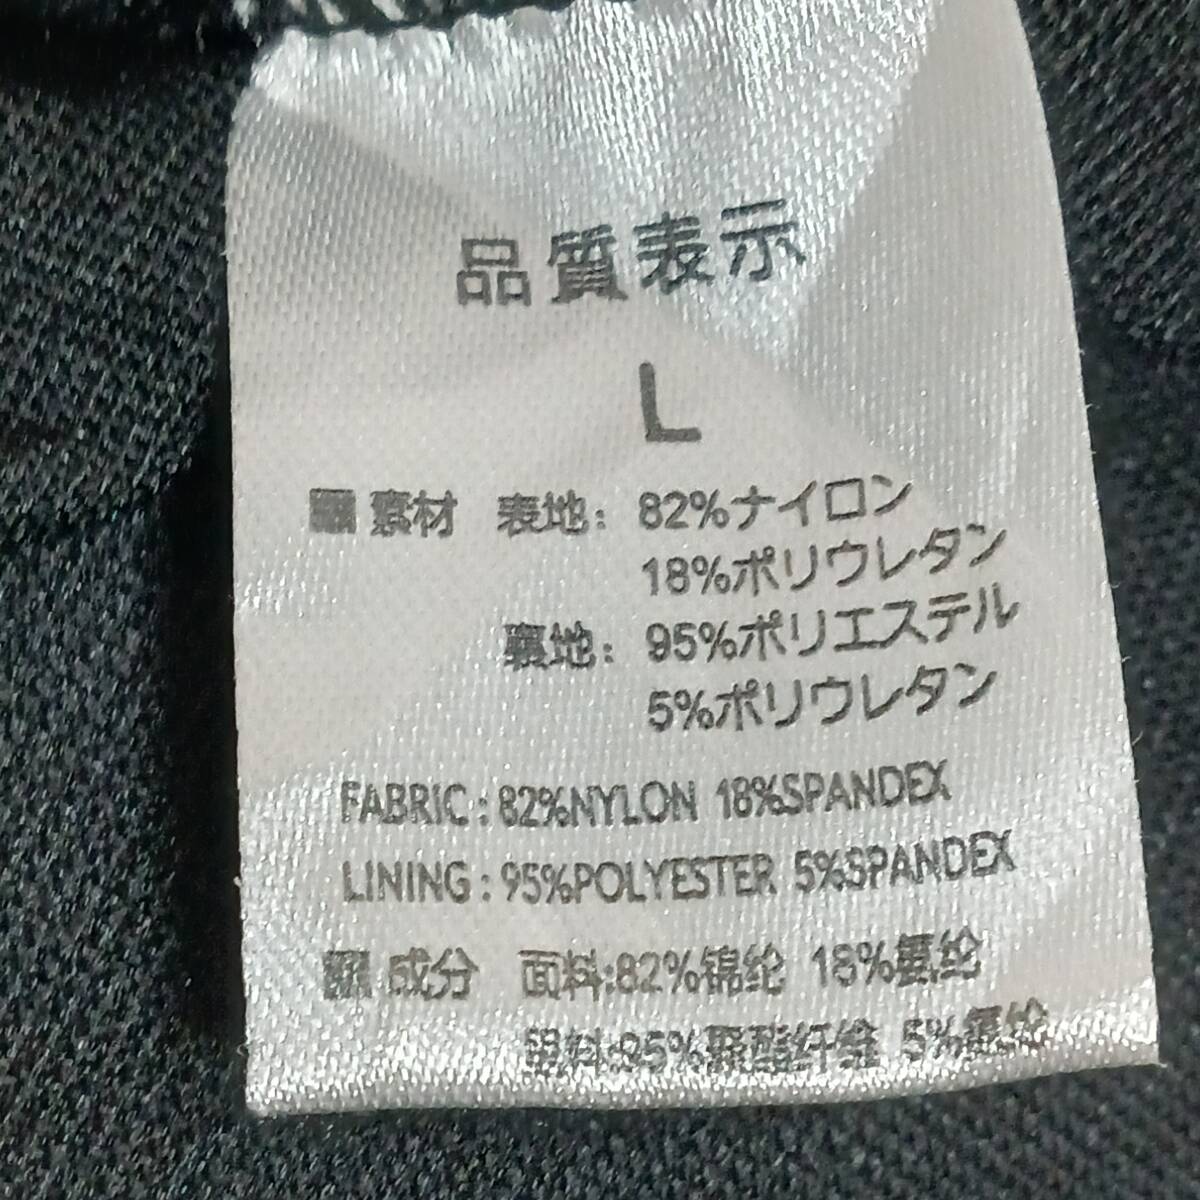 品質表示
L
素材 表地: 82%ナイロン
18%ポリウレタン
裏地: 95%ポリエステル
5%ポリウレタン
FABRIC: 82%NYLON 18%SPANDEX
LINING: 95%POLYESTER 5%SPANDEX
成分 面料:82%锦纶 18%氨纶
里料:95%聚酯纤维 5%氨纶